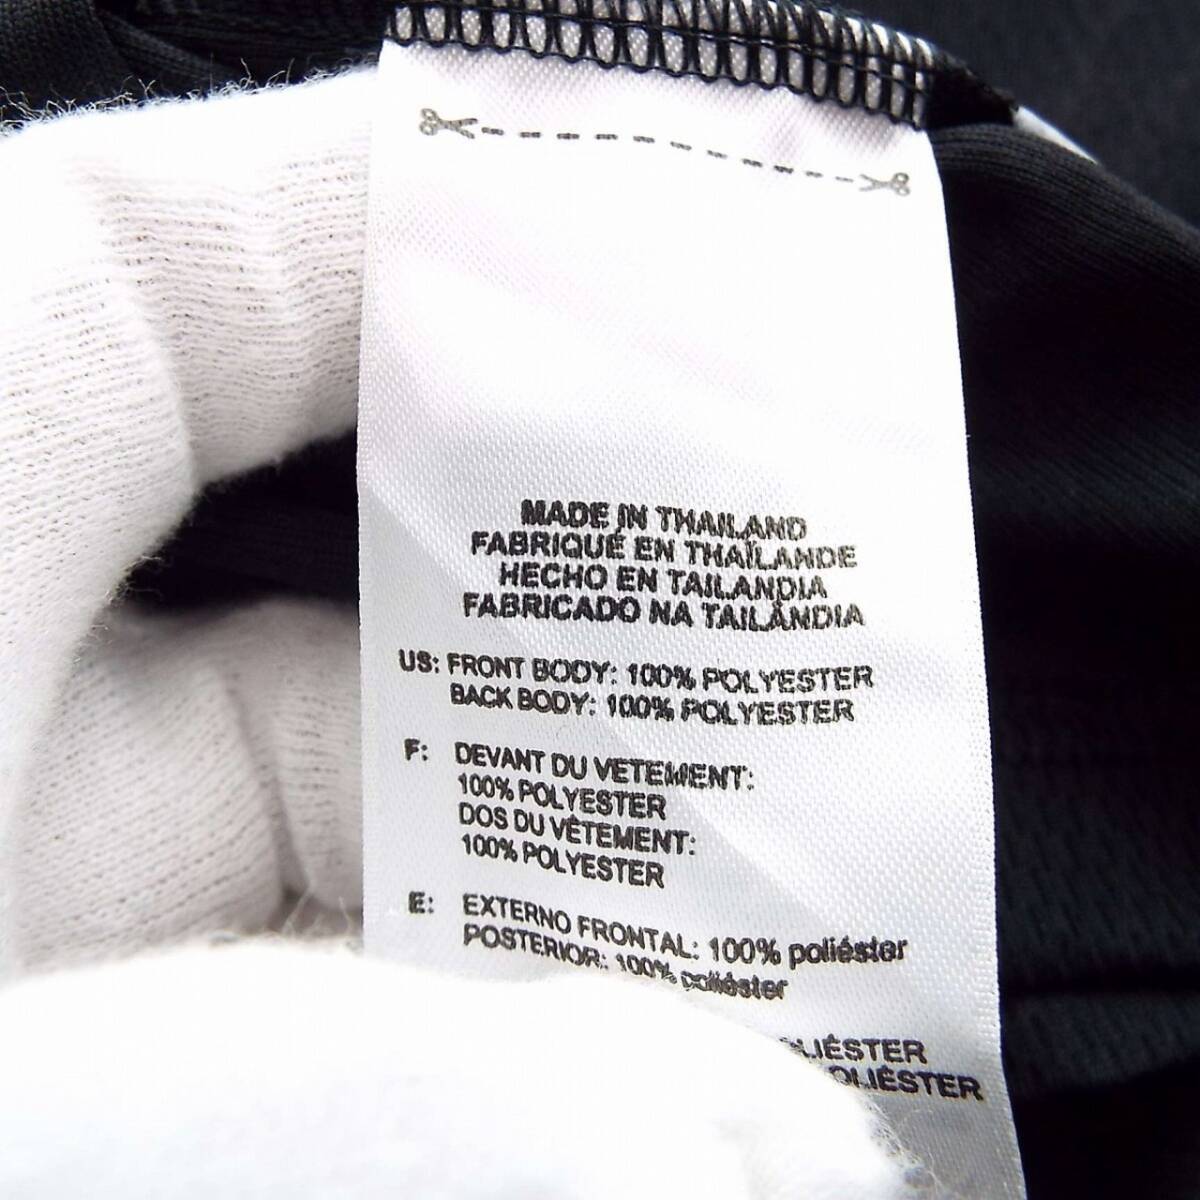 MADE IN THAILAND
FABRIQUÉ EN THAÏLANDE
HECHO EN TAILANDIA
FABRICADO NA TAILÂNDIA
US: FRONT BODY: 100% POLYESTER
BACK BODY: 100% POLYESTER
F: DEVANT DU VETEMENT:
100% POLYESTER
DOS DU VÊTEMENT:
100% POLYESTER
E: EXTERNO FRONTAL: 100% poliéster
POSTERIOR: 100% poliéster